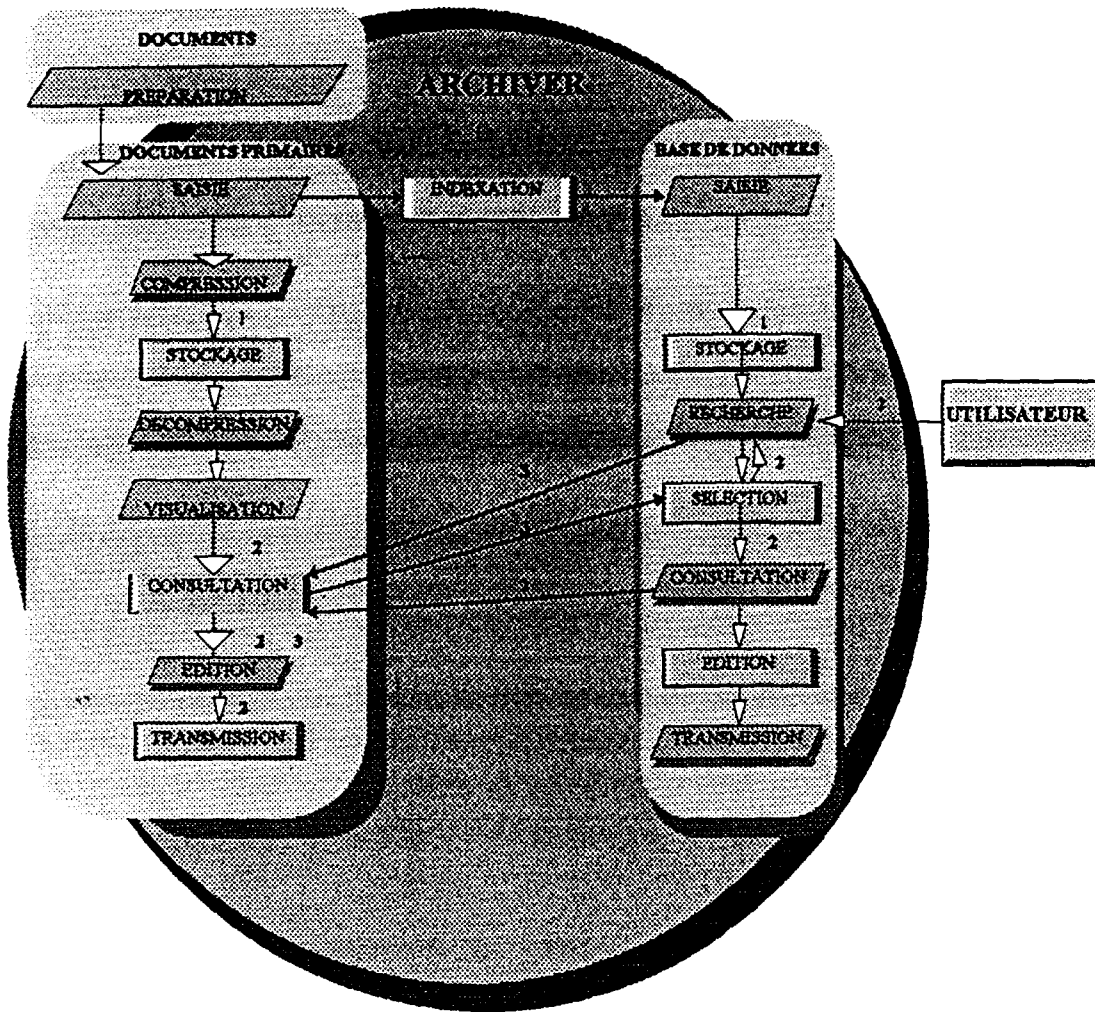 DOCUMENTS
PREPARATION
ARCHIVER
DOCUMENTS PRIMAIRES
SAISIE
INDEXATION
BASE DE DONNEES
SAISIE
COMPRESSION
1
STOCKAGE
DECOMPRESSION
VISUALISATION
2
CONSULTATION
2 3
EDITION
2
TRANSMISSION
1
STOCKAGE
RECHERCHE
2
SELECTION
2
CONSULTATION
EDITION
TRANSMISSION
3
UTILISATEUR